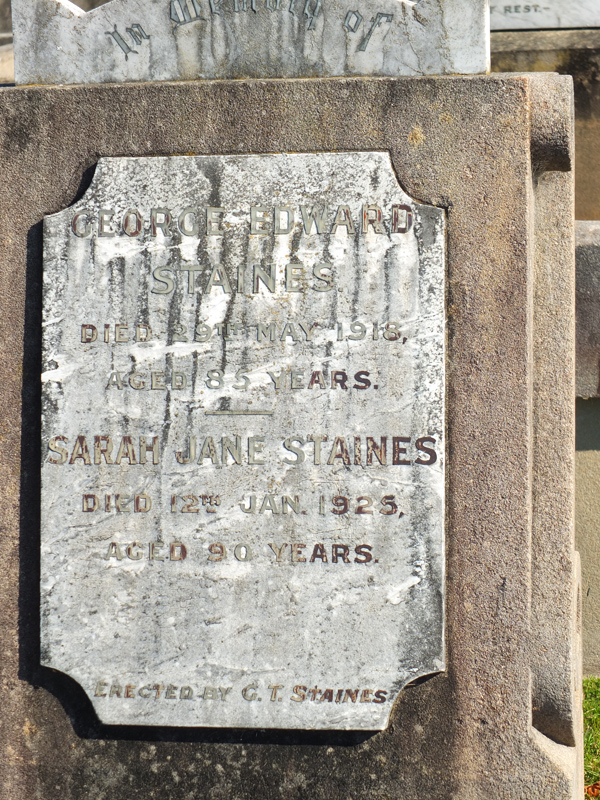 In Memory of
T REST.-
GEORGE EDWARD
STAINES
DIED 29TH MAY 1918,
AGED 85 YEARS.
SARAH JANE STAINES
DIED 12TH JAN. 1925,
AGED 90 YEARS.
ERECTED BY G. T. STAINES